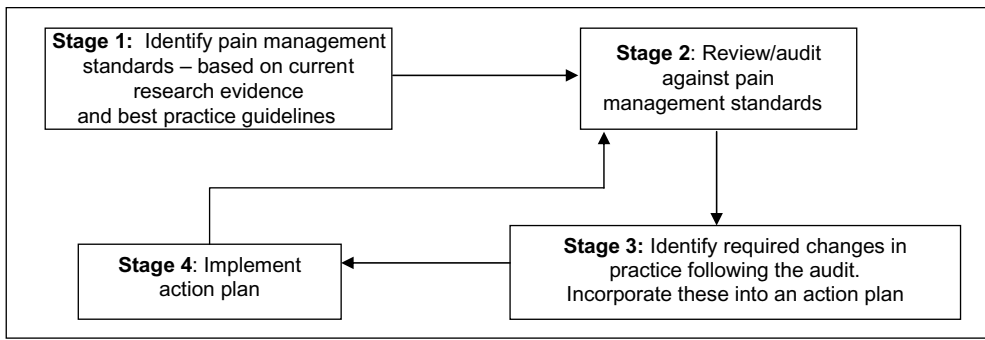 Stage 1: Identify pain management
standards – based on current
research evidence
and best practice guidelines
Stage 2: Review/audit
against pain
management standards
Stage 3: Identify required changes in
practice following the audit.
Incorporate these into an action plan
Stage 4: Implement
action plan